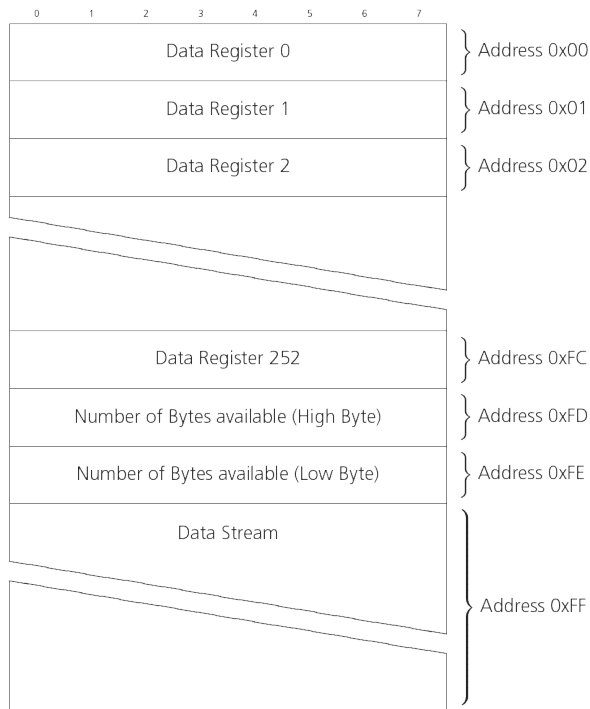 0 1 2 3 4 5 6 7
Data Register 0 Address 0x00
Data Register 1 Address 0x01
Data Register 2 Address 0x02
Data Register 252 Address 0xFC
Number of Bytes available (High Byte) Address 0xFD
Number of Bytes available (Low Byte) Address 0xFE
Data Stream
Address 0xFF